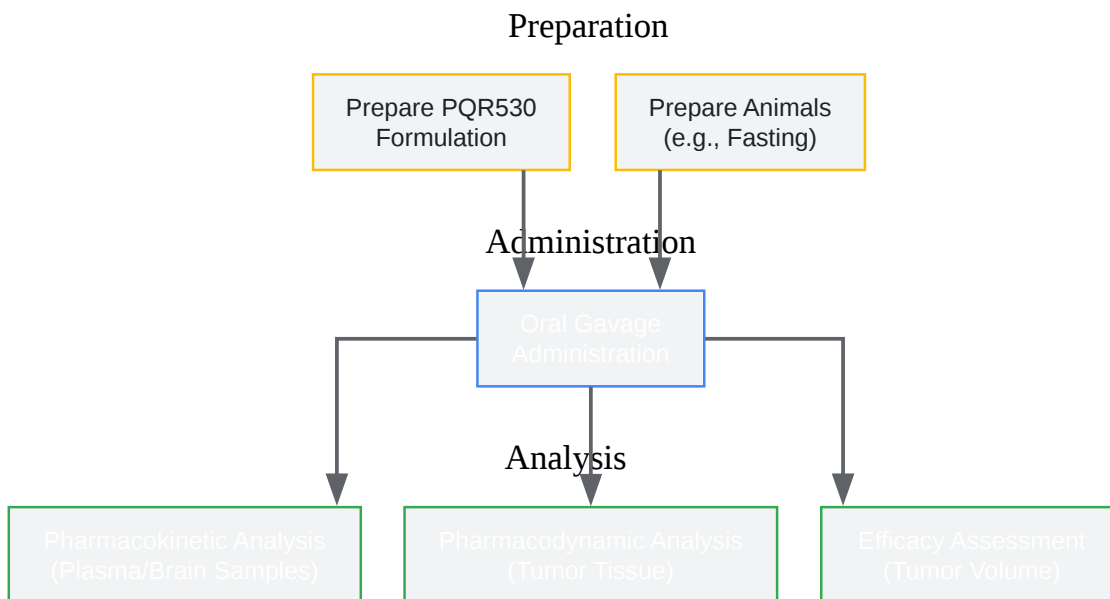 Preparation
Prepare PQR530
Formulation
Prepare Animals
(e.g., Fasting)
Administration
Oral Gavage
Administration
Analysis
Pharmacokinetic Analysis
(Plasma/Brain Samples)
Pharmacodynamic Analysis
(Tumor Tissue)
Efficacy Assessment
(Tumor Volume)